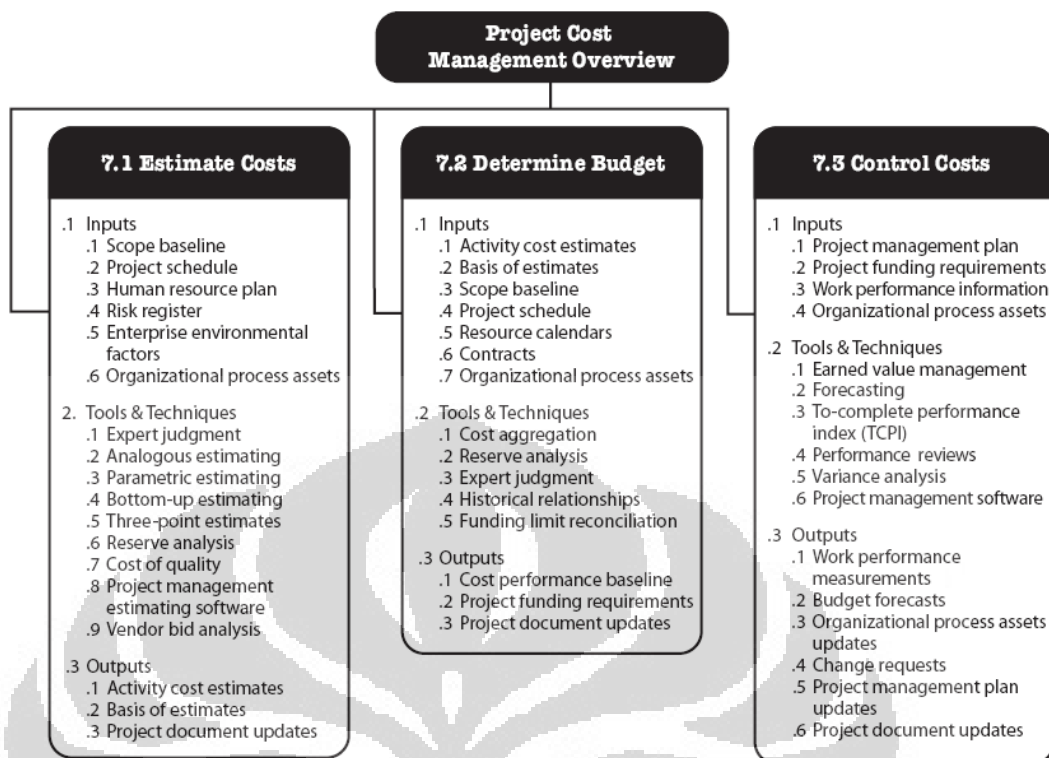 Project Cost
Management Overview
7.1 Estimate Costs
.1 Inputs
.1 Scope baseline
.2 Project schedule
.3 Human resource plan
.4 Risk register
.5 Enterprise environmental
factors
.6 Organizational process assets
2. Tools & Techniques
.1 Expert judgment
.2 Analogous estimating
.3 Parametric estimating
.4 Bottom-up estimating
.5 Three-point estimates
.6 Reserve analysis
.7 Cost of quality
.8 Project management
estimating software
.9 Vendor bid analysis
.3 Outputs
.1 Activity cost estimates
.2 Basis of estimates
.3 Project document updates
7.2 Determine Budget
.1 Inputs
.1 Activity cost estimates
.2 Basis of estimates
.3 Scope baseline
.4 Project schedule
.5 Resource calendars
.6 Contracts
.7 Organizational process assets
.2 Tools & Techniques
.1 Cost aggregation
.2 Reserve analysis
.3 Expert judgment
.4 Historical relationships
.5 Funding limit reconciliation
.3 Outputs
.1 Cost performance baseline
.2 Project funding requirements
.3 Project document updates
7.3 Control Costs
.1 Inputs
.1 Project management plan
.2 Project funding requirements
.3 Work performance information
.4 Organizational process assets
.2 Tools & Techniques
.1 Earned value management
.2 Forecasting
.3 To-complete performance
index (TCPI)
.4 Performance reviews
.5 Variance analysis
.6 Project management software
.3 Outputs
.1 Work performance
measurements
.2 Budget forecasts
.3 Organizational process assets
updates
.4 Change requests
.5 Project management plan
updates
.6 Project document updates